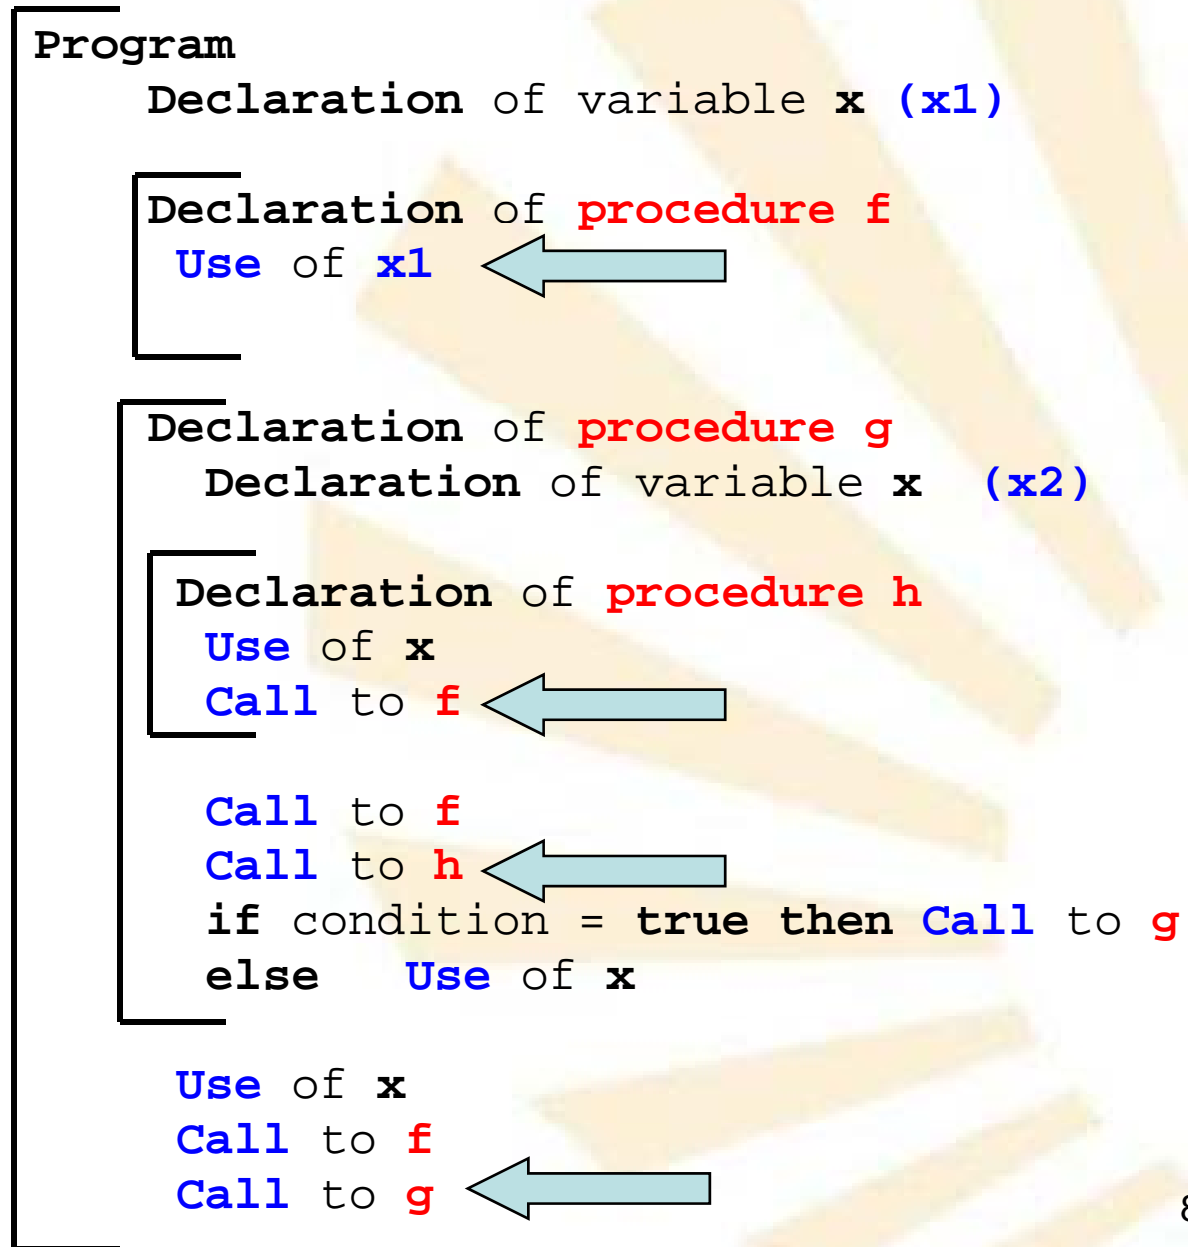 Program
Declaration of variable x (x1)
Declaration of procedure f
Use of x1
Declaration of procedure g
Declaration of variable x (x2)
Declaration of procedure h
Use of x
Call to f
Call to f
Call to h
if condition = true then Call to g
else Use of x
Use of x
Call to f
Call to g